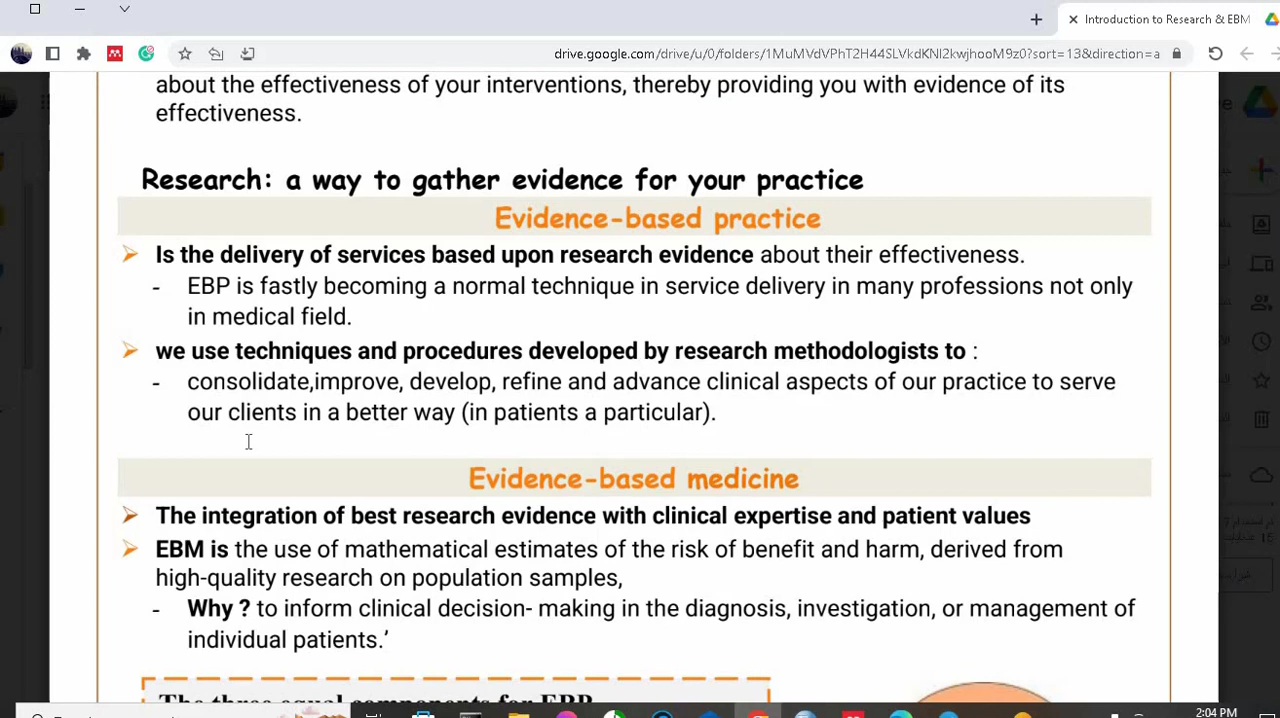 Introduction to Research & EBM
drive.google.com/drive/u/0/folders/1MuMVdVPhT2H44SLVkdKNI2kwjhooM9z0?sort=13&direction=a
about the effectiveness of your interventions, thereby providing you with evidence of its
effectiveness.
Research: a way to gather evidence for your practice
Evidence-based practice
Is the delivery of services based upon research evidence about their effectiveness.
- EBP is fastly becoming a normal technique in service delivery in many professions not only
in medical field.
we use techniques and procedures developed by research methodologists to :
- consolidate,improve, develop, refine and advance clinical aspects of our practice to serve
our clients in a better way (in patients a particular).
Evidence-based medicine
The integration of best research evidence with clinical expertise and patient values
EBM is the use of mathematical estimates of the risk of benefit and harm, derived from
high-quality research on population samples,
- Why ? to inform clinical decision- making in the diagnosis, investigation, or management of
individual patients.’
The three equal components for EBP
2:04 PM